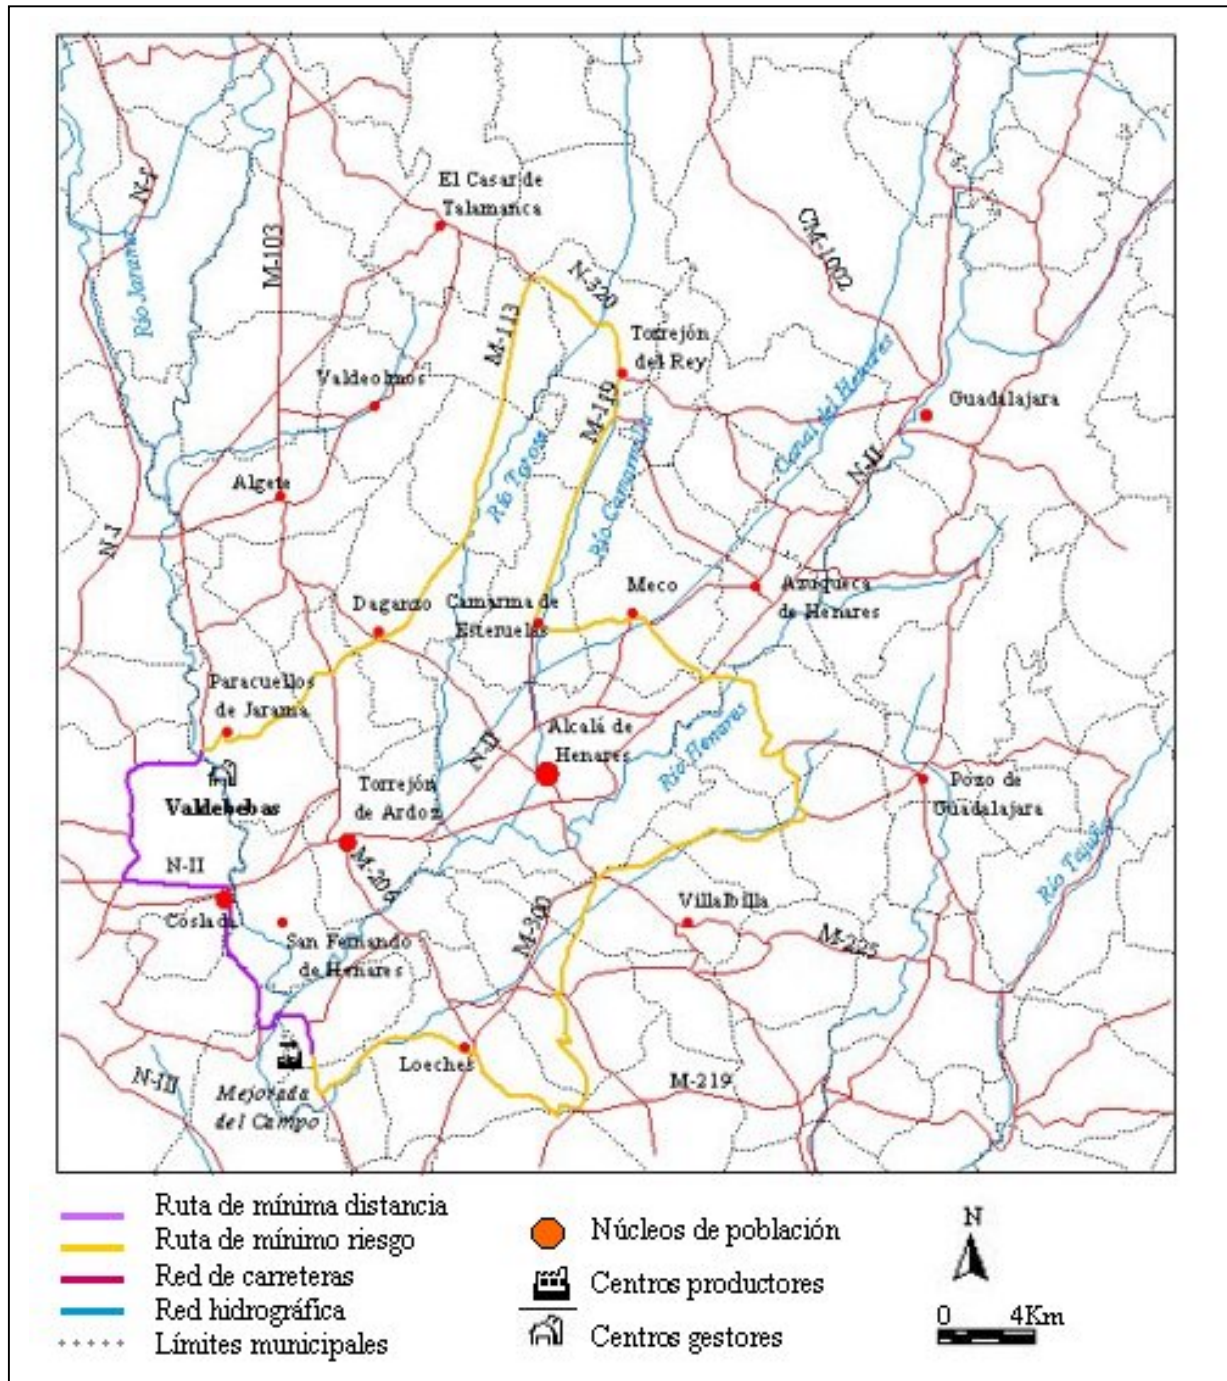 El Casar de
Talamanca
N-I
M-103
CM-1002
Río Jarama
N-320
M-113
Torrejón
del Rey
Valdeolmos
M-119
Guadalajara
Canal del Henares
N-II
Algete
Río Torote
Río Camarmilla
N-I
Meco
Azuqueca
de Henares
Daganzo
Camarma de
Esteruelas
Paracuellos
de Jarama
Alcalá de
Henares
N-II
Río Henares
Valdebebas
Torrejón
de Ardoz
Pozo de
Guadalajara
N-II
M-206
Río Tajuña
Villalbilla
Coslada
M-300
M-225
San Fernando
de Henares
Loeches
N-III
M-219
Mejorada
del Campo
Ruta de mínima distancia
Ruta de mínimo riesgo
Red de carreteras
Red hidrográfica
Límites municipales
Núcleos de población
Centros productores
Centros gestores
N
0 4Km